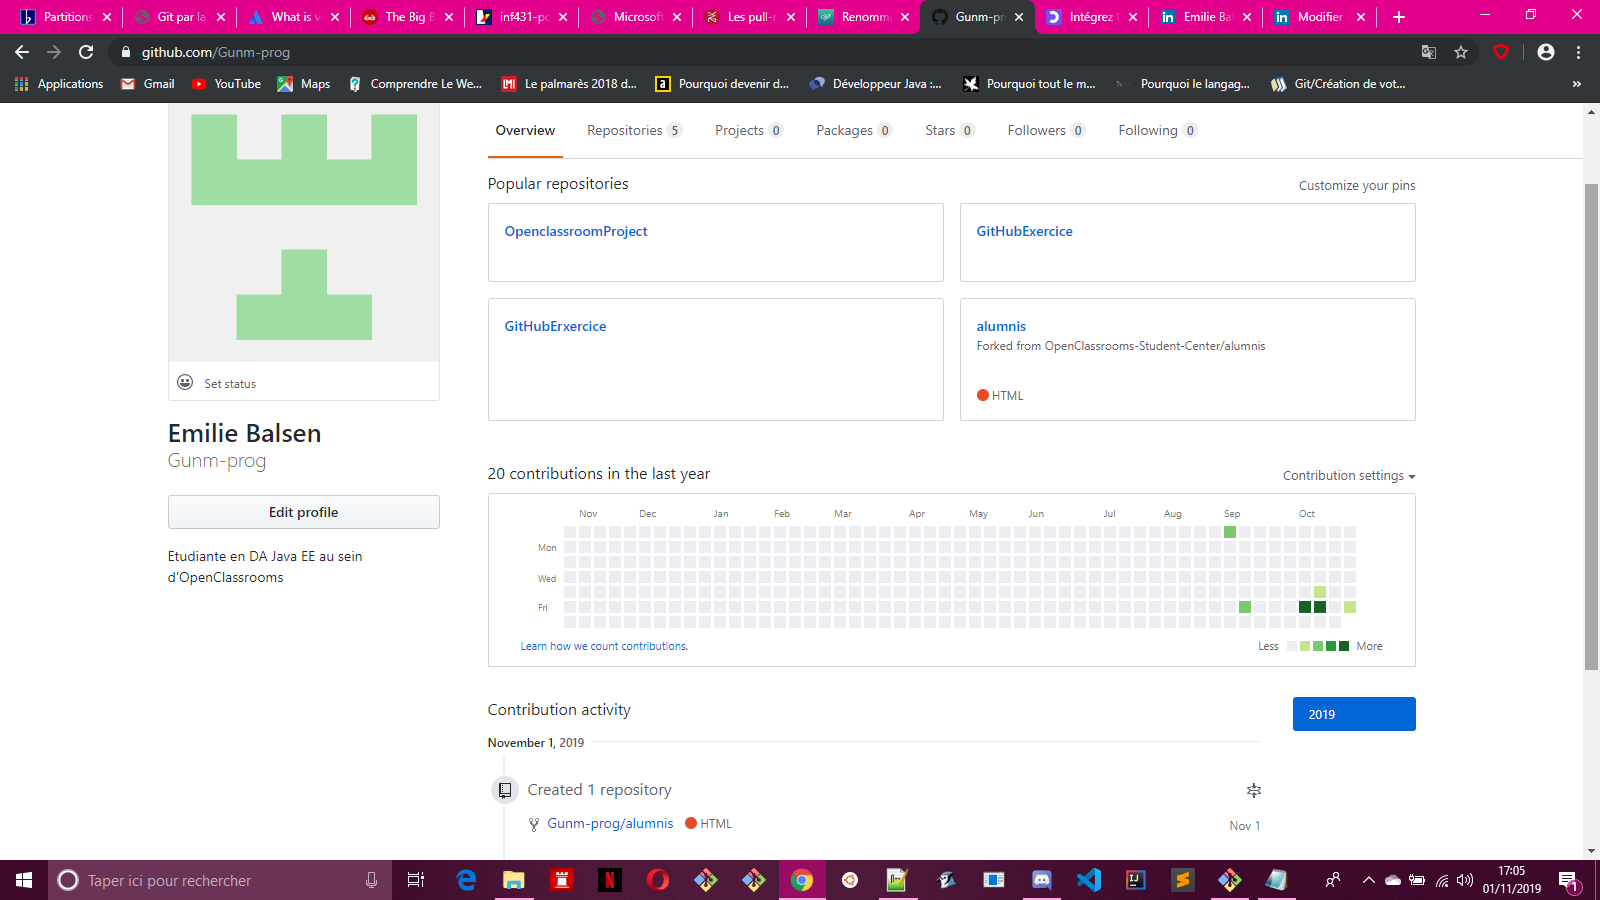 Partitions
Git par la
What is v
The Big B
inf431-po
Microsoft
Les pull-r
Renomme
Gunm-pr
Intégrez l
Emilie Bal
Modifier
github.com/Gunm-prog
Applications
Gmail
YouTube
Maps
Comprendre Le We...
Le palmarès 2018 d...
Pourquoi devenir d...
Développeur Java :...
Pourquoi tout le m...
Pourquoi le langag...
Git/Création de vot...
»
Overview
Repositories 5
Projects 0
Packages 0
Stars 0
Followers 0
Following 0
Popular repositories
Customize your pins
OpenclassroomProject
GitHubExercice
GitHubErxercice
alumnis
Forked from OpenClassrooms-Student-Center/alumnis
HTML
Set status
Emilie Balsen
Gunm-prog
Edit profile
Etudiante en DA Java EE au sein
d'OpenClassrooms
20 contributions in the last year
Contribution settings
Nov Dec Jan Feb Mar Apr May Jun Jul Aug Sep Oct
Mon
Wed
Fri
Learn how we count contributions.
Less
More
Contribution activity
2019
November 1, 2019
Created 1 repository
Gunm-prog/alumnis
HTML
Nov 1
Taper ici pour rechercher
17:05
01/11/2019
1